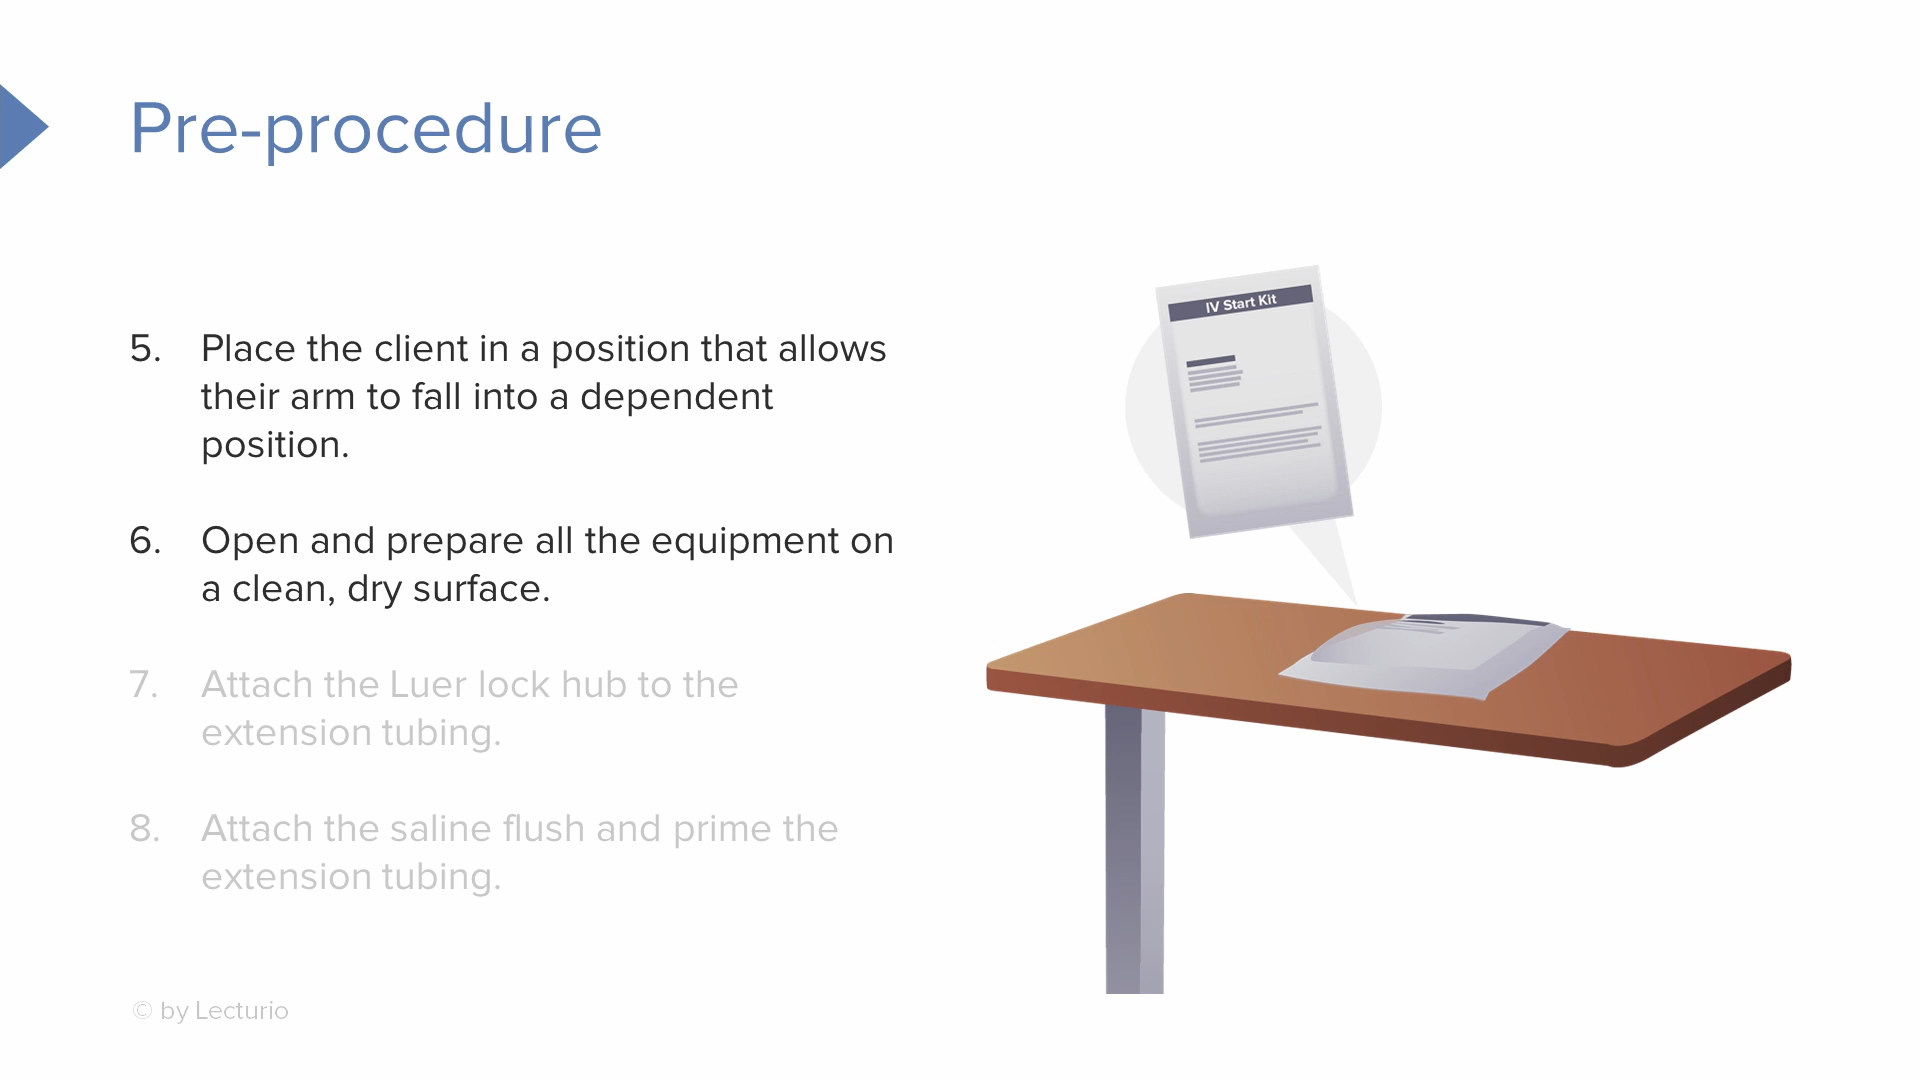 Pre-procedure
5. Place the client in a position that allows
their arm to fall into a dependent
position.
6. Open and prepare all the equipment on
a clean, dry surface.
7. Attach the Luer lock hub to the
extension tubing.
8. Attach the saline flush and prime the
extension tubing.
IV Start Kit
© by Lecturio